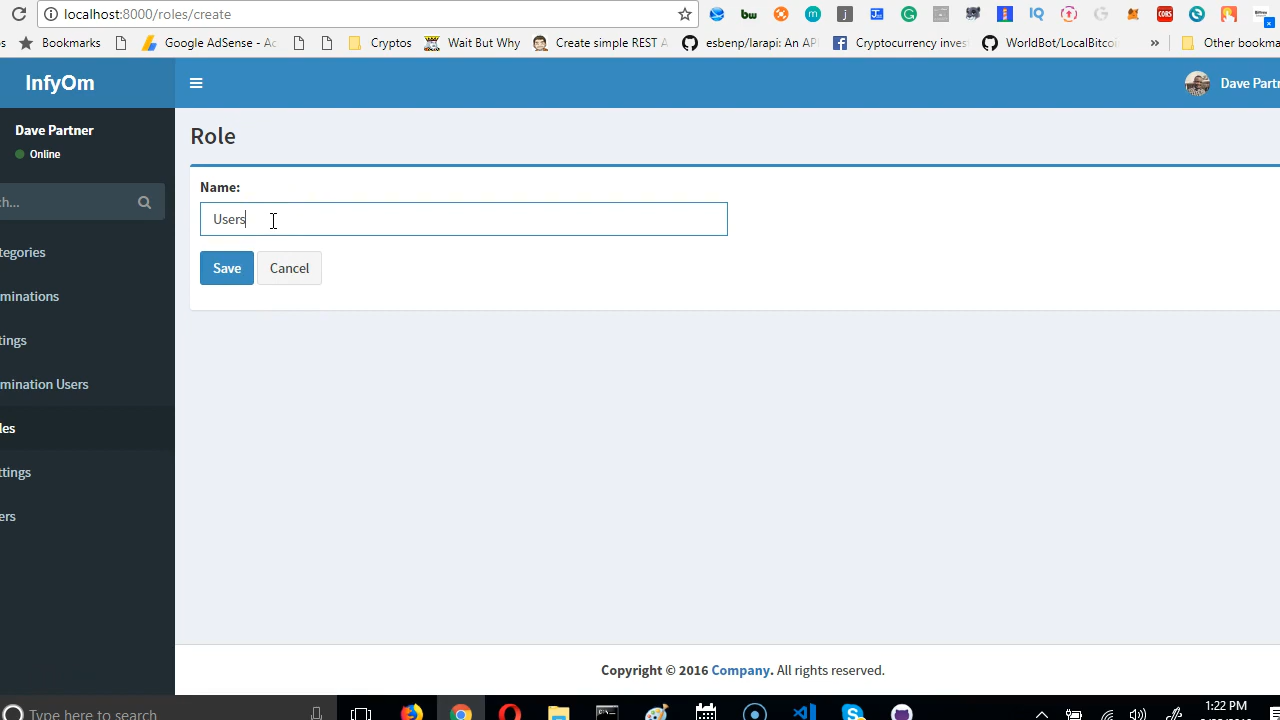 localhost:8000/roles/create
Bookmarks Google AdSense - Ac Cryptos Wait But Why Create simple REST A esbenp/larapi: An AP Cryptocurrency inves WorldBot/LocalBitcoi » Other bookma
InfyOm
Dave Partn
Dave Partner
Online
ch...
Role
Name:
Users
Save Cancel
tegories
minations
tings
mination Users
les
ttings
ers
Copyright © 2016 Company. All rights reserved.
Type here to search
1:22 PM